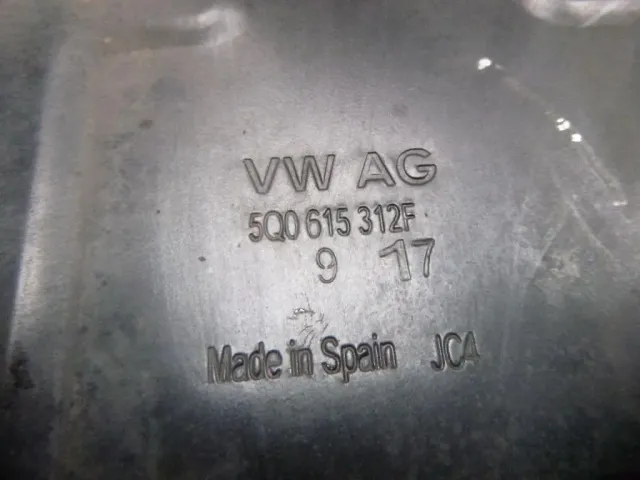 VW AG
5Q0 615 312F
9 17
Made in Spain JCA